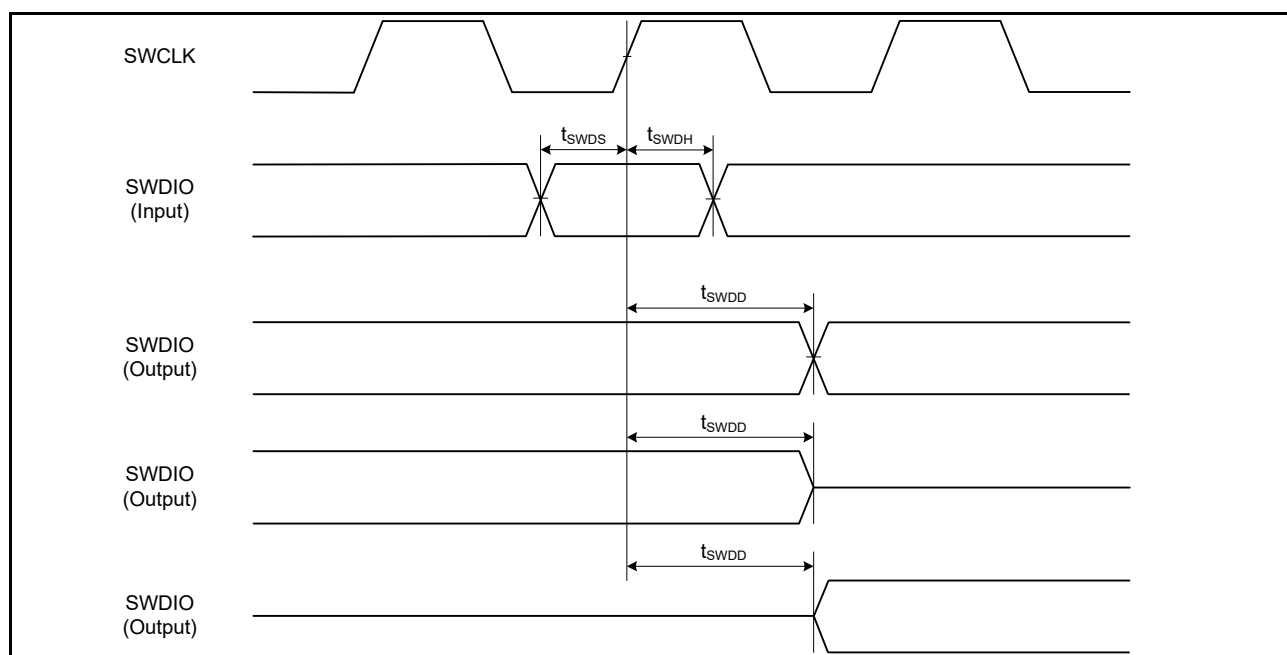 SWCLK
tSWDS
tSWDH
SWDIO
(Input)
tSWDD
SWDIO
(Output)
tSWDD
SWDIO
(Output)
tSWDD
SWDIO
(Output)